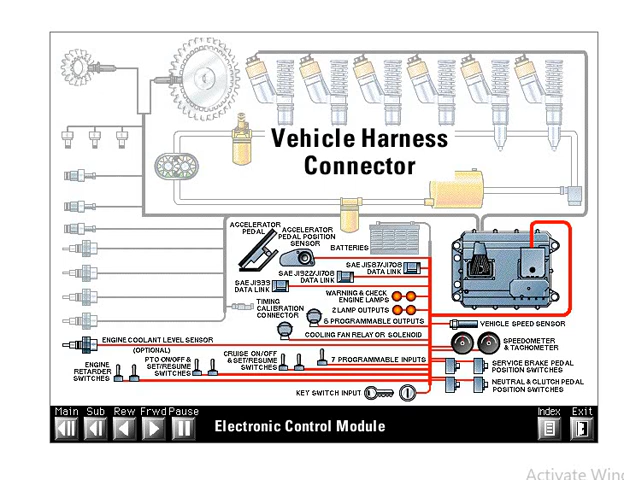 Vehicle Harness
Connector
ACCELERATOR
PEDAL
ACCELERATOR
PEDAL POSITION
SENSOR
BATTERIES
SAE J1587/J1708
DATA LINK
SAE J1922/J1708
DATA LINK
SAE J1939
DATA LINK
WARNING & CHECK
ENGINE LAMPS
TIMING
CALIBRATION
CONNECTOR
2 LAMP OUTPUTS
6 PROGRAMMABLE OUTPUTS
VEHICLE SPEED SENSOR
COOLING FAN RELAY OR SOLENOID
ENGINE COOLANT LEVEL SENSOR
(OPTIONAL)
SPEEDOMETER
& TACHOMETER
CRUISE ON/OFF
& SET/RESUME
SWITCHES
7 PROGRAMMABLE INPUTS
PTO ON/OFF &
SET/RESUME
SWITCHES
ENGINE
RETARDER
SWITCHES
SERVICE BRAKE PEDAL
POSITION SWITCHES
NEUTRAL & CLUTCH PEDAL
POSITION SWITCHES
KEY SWITCH INPUT
Main Sub Rew Frwd Pause
Index Exit
Electronic Control Module
Activate Wind